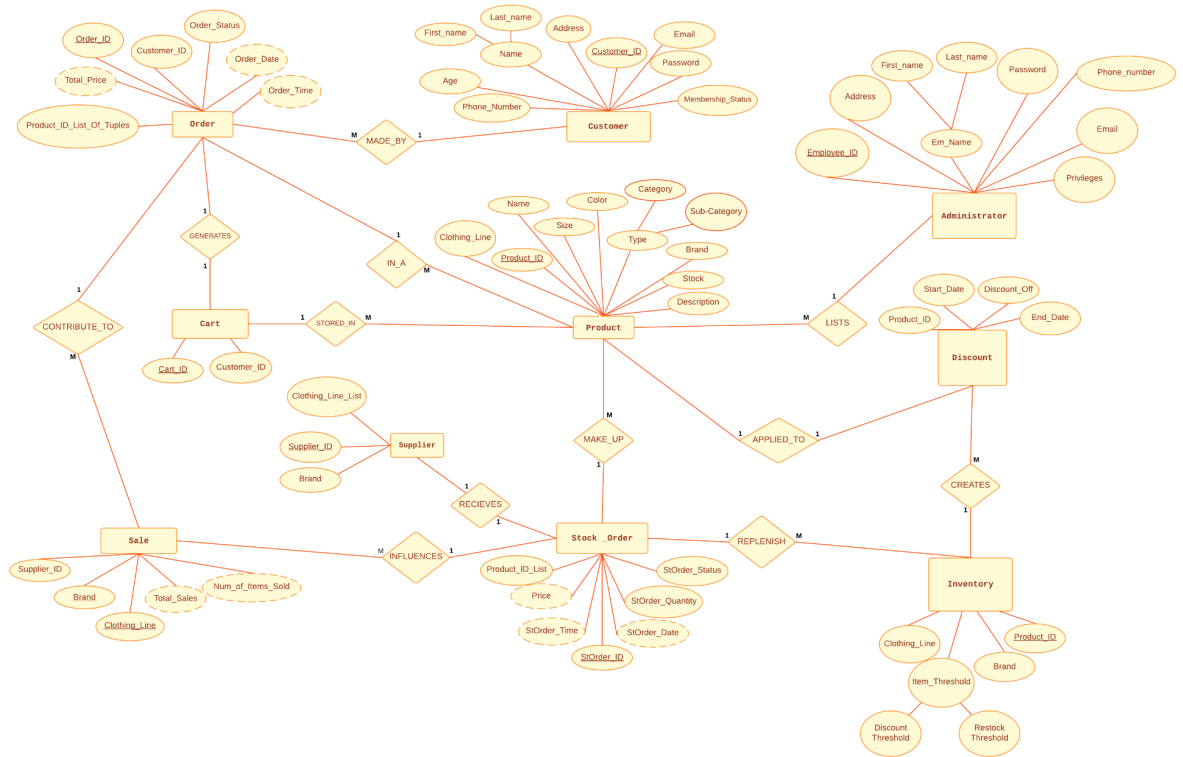 Order_Status
Order_ID
Customer_ID
Order_Date
Total_Price
Order_Time
Product_ID_List_Of_Tuples
Order
Last_name
First_name
Address
Name
Customer_ID
Email
Password
Age
Phone_Number
Membership_Status
Customer
M
MADE_BY
1
First_name
Last_name
Password
Phone_number
Address
Em_Name
Email
Employee_ID
Privileges
Administrator
1
GENERATES
1
1
IN_A
M
Category
Name
Color
Sub-Category
Size
Clothing_Line
Type
Product_ID
Brand
Stock
Description
Product
1
CONTRIBUTE_TO
M
Cart
1
STORED_IN
M
Cart_ID
Customer_ID
1
M
LISTS
Start_Date
Discount_Off
Product_ID
End_Date
Discount
Clothing_Line_List
Supplier_ID
Brand
Supplier
M
MAKE_UP
1
1
APPLIED_TO
1
M
CREATES
1
1
RECIEVES
1
Sale
Supplier_ID
Brand
Total_Sales
Num_of_Items_Sold
Clothing_Line
M
INFLUENCES
1
Stock _Order
1
REPLENISH
M
Product_ID_List
StOrder_Status
Price
StOrder_Quantity
StOrder_Time
StOrder_Date
StOrder_ID
Inventory
Clothing_Line
Product_ID
Brand
Item_Threshold
Discount
Threshold
Restock
Threshold